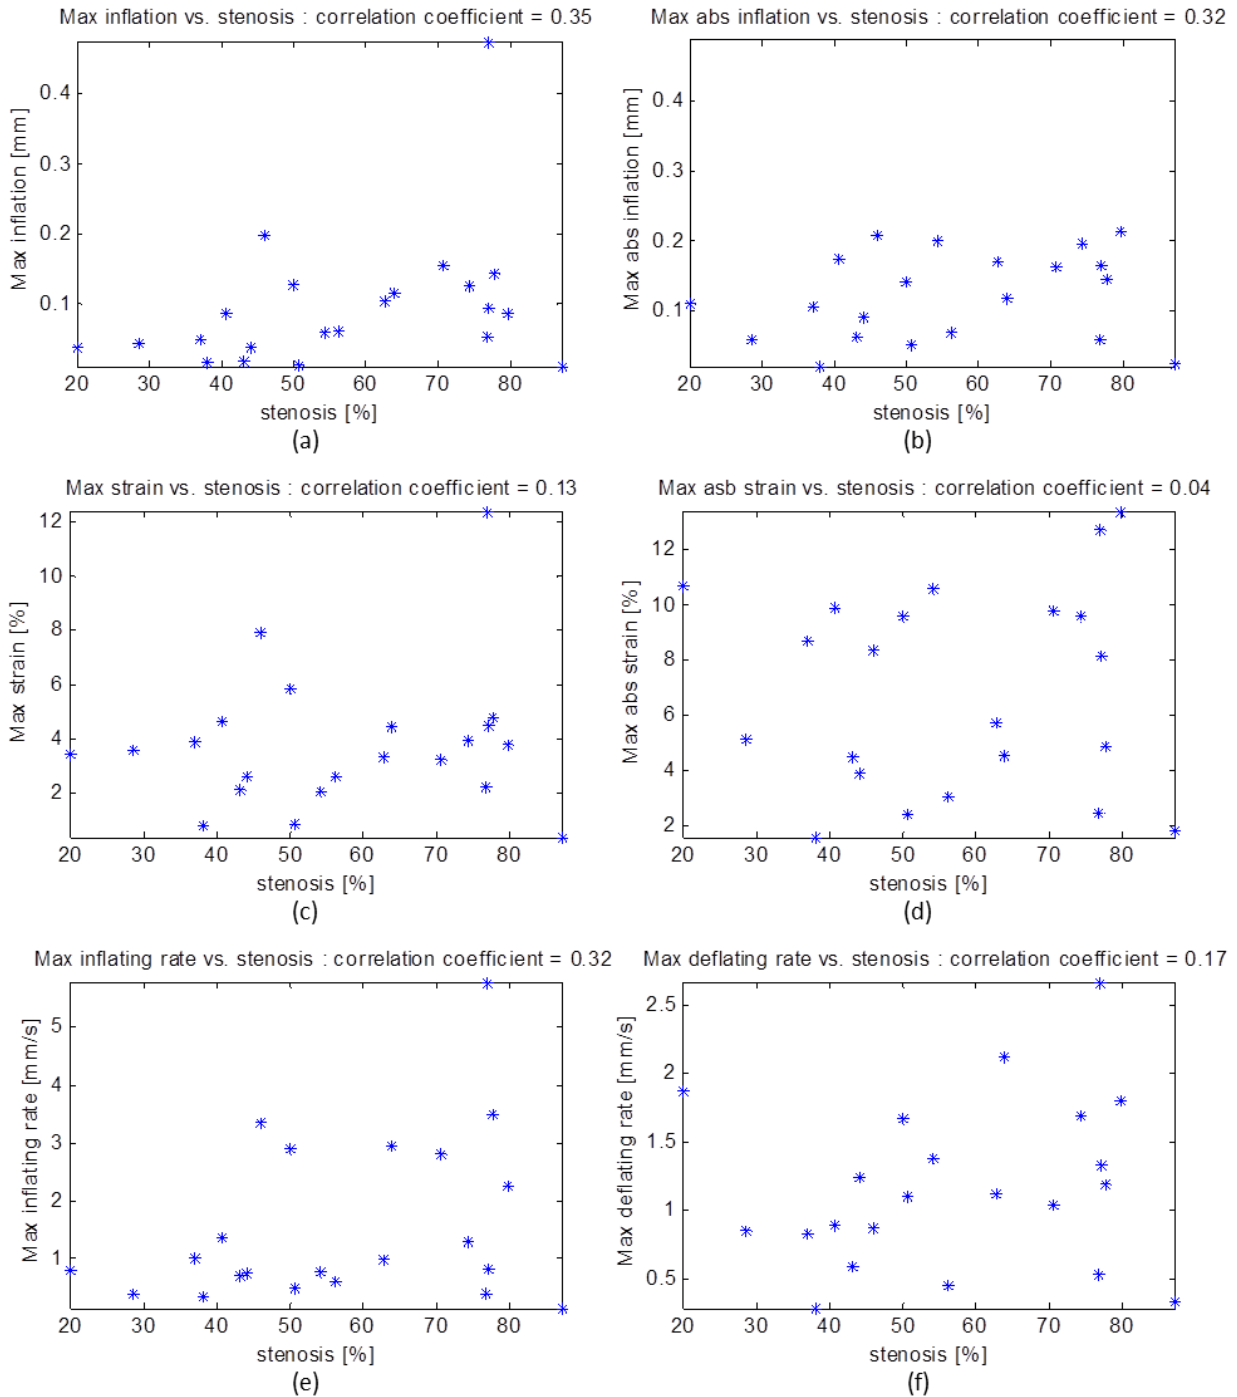 Max inflation vs. stenosis : correlation coefficient = 0.35
Max inflation [mm]
0.4
0.3
0.2
0.1
20 30 40 50 60 70 80
stenosis [%]
(a)
Max abs inflation vs. stenosis : correlation coefficient = 0.32
Max abs inflation [mm]
0.4
0.3
0.2
0.1
20 30 40 50 60 70 80
stenosis [%]
(b)
Max strain vs. stenosis : correlation coefficient = 0.13
Max strain [%]
12
10
8
6
4
2
20 30 40 50 60 70 80
stenosis [%]
(c)
Max asb strain vs. stenosis : correlation coefficient = 0.04
Max abs strain [%]
12
10
8
6
4
2
20 30 40 50 60 70 80
stenosis [%]
(d)
Max inflating rate vs. stenosis : correlation coefficient = 0.32
Max inflating rate [mm/s]
5
4
3
2
1
20 30 40 50 60 70 80
stenosis [%]
(e)
Max deflating rate vs. stenosis : correlation coefficient = 0.17
Max deflating rate [mm/s]
2.5
2
1.5
1
0.5
20 30 40 50 60 70 80
stenosis [%]
(f)